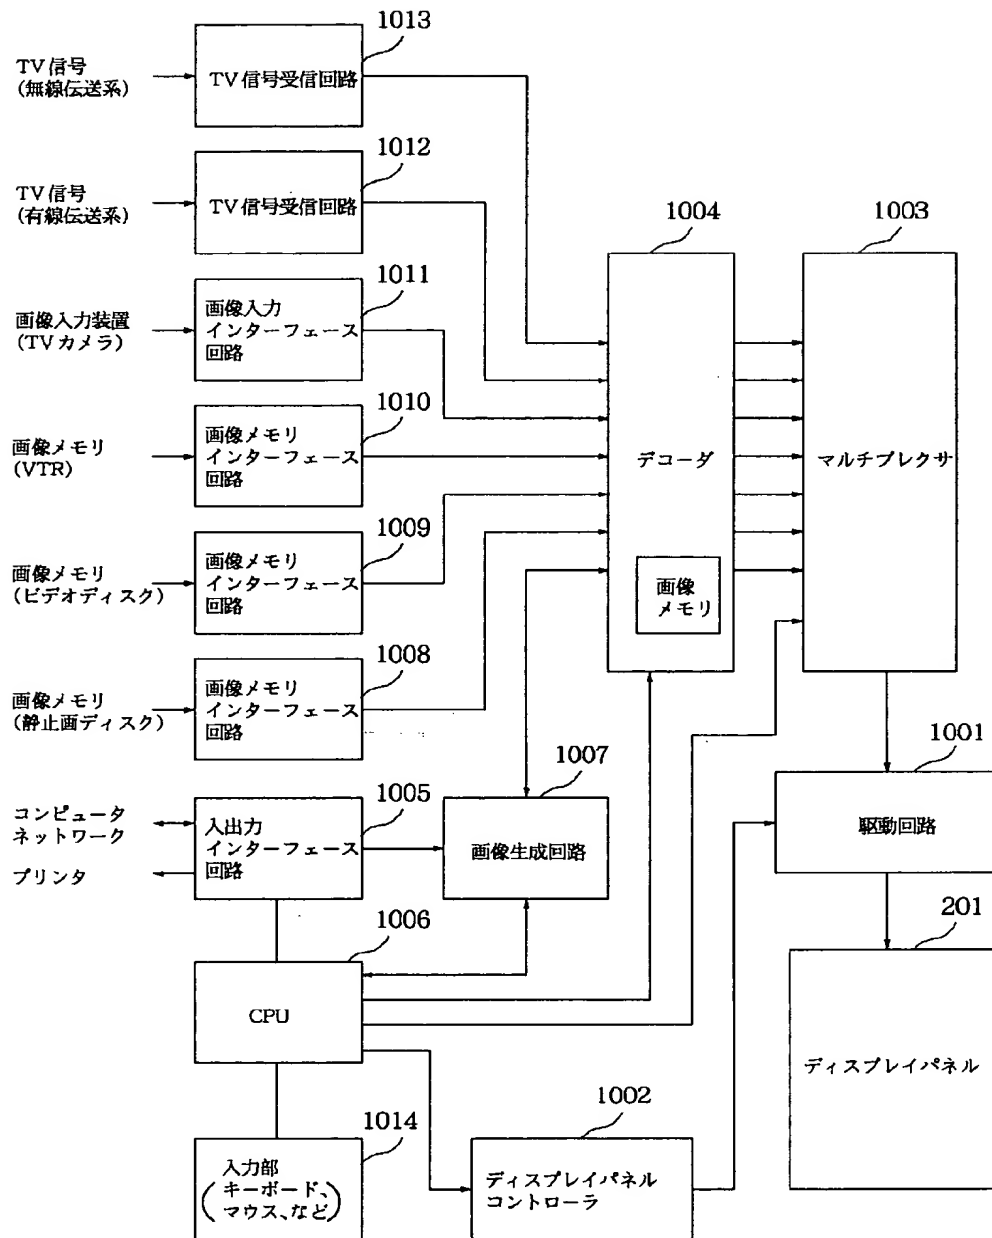 1013
TV信号
(無線伝送系)
TV信号受信回路
1012
TV信号
(有線伝送系)
TV信号受信回路
1004
1003
1011
画像入力装置
(TVカメラ)
画像入力
インターフェース
回路
1010
画像メモリ
(VTR)
画像メモリ
インターフェース
回路
デコーダ
マルチプレクサ
1009
画像メモリ
(ビデオディスク)
画像メモリ
インターフェース
回路
画像
メモリ
1008
画像メモリ
(静止画ディスク)
画像メモリ
インターフェース
回路
1007
1001
1005
コンピュータ
ネットワーク
プリンタ
入出力
インターフェース
回路
画像生成回路
駆動回路
1006
201
CPU
ディスプレイパネル
1014
1002
入力部
(キーボード、
マウス、など)
ディスプレイパネル
コントローラ